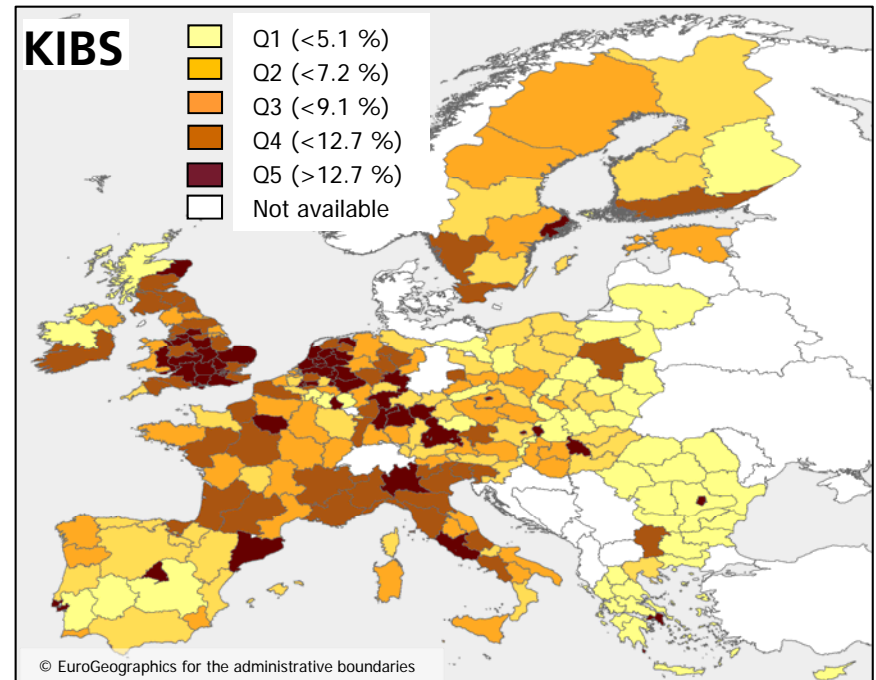 KIBS
Q1 (<5.1 %)
Q2 (<7.2 %)
Q3 (<9.1 %)
Q4 (<12.7 %)
Q5 (>12.7 %)
Not available
© EuroGeographics for the administrative boundaries